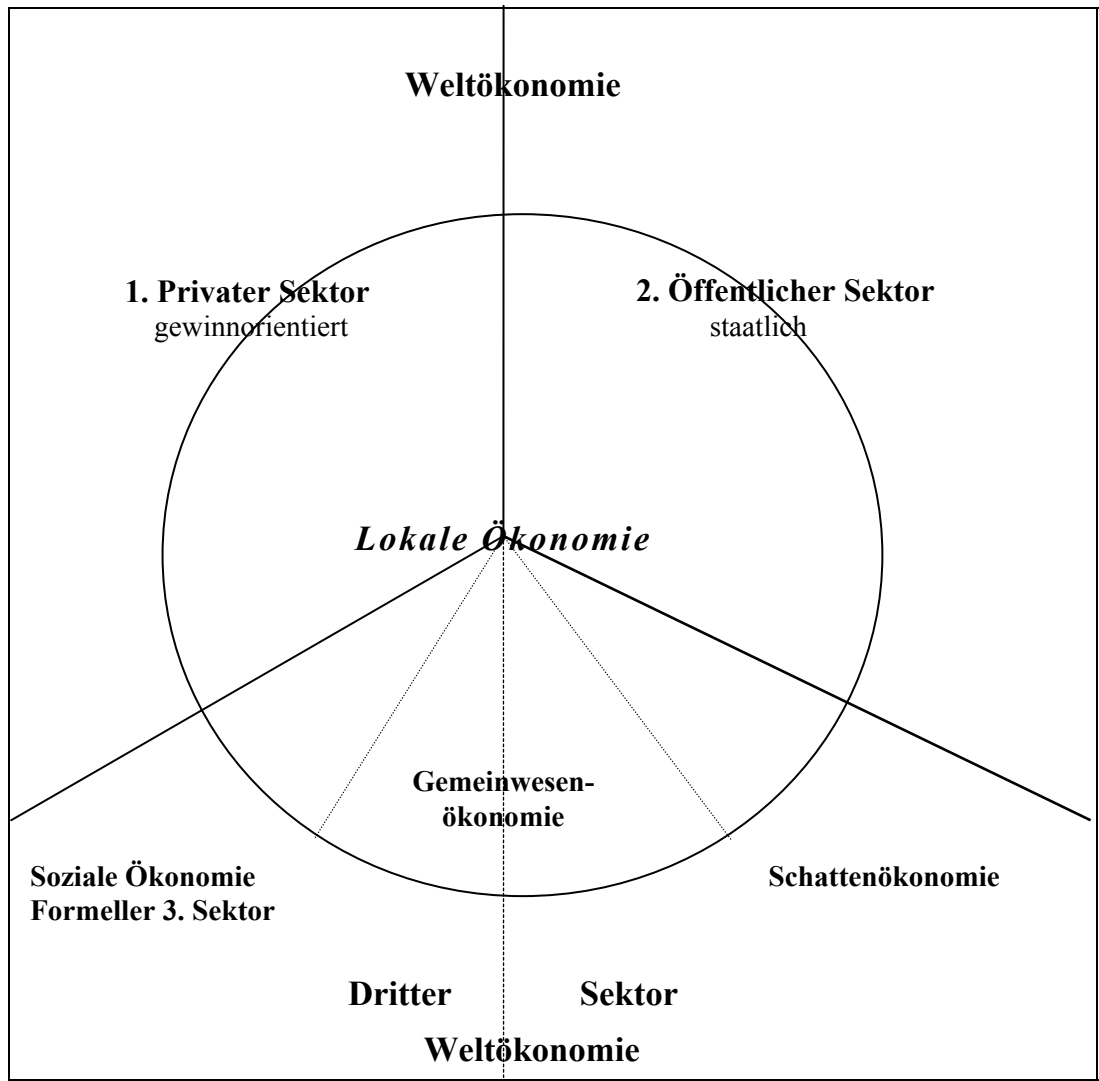 Weltökonomie
1. Privater Sektor
gewinnorientiert
2. Öffentlicher Sektor
staatlich
Lokale Ökonomie
Gemeinwesen-
ökonomie
Soziale Ökonomie
Formeller 3. Sektor
Schattenökonomie
Dritter Sektor
Weltökonomie